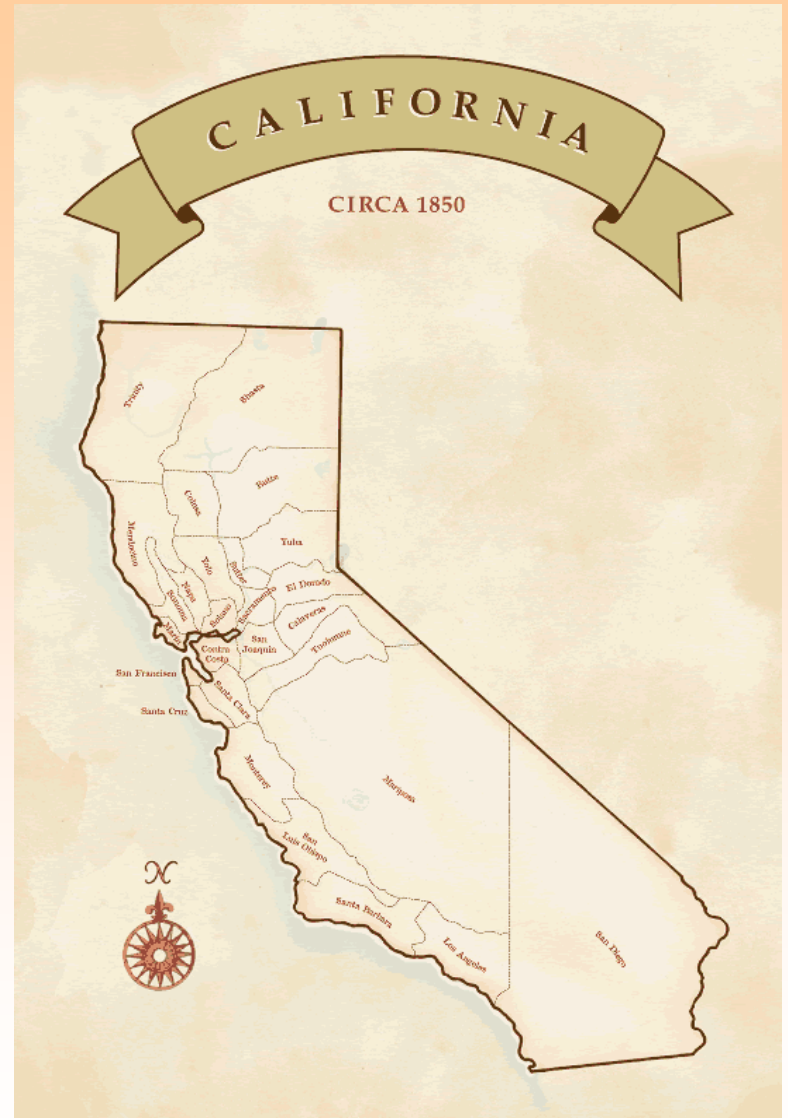 CALIFORNIA
CIRCA 1850
Trinity
Shasta
Butte
Colusa
Mendocino
Yuba
Yolo
Sutter
Napa
Sonoma
El Dorado
Sacramento
Solano
Calaveras
Marin
Tuolumne
San
Joaquin
Contra
Costa
San Francisco
Santa Clara
Santa Cruz
Monterey
Mariposa
San
Luis Obispo
N
Santa Barbara
Los Angeles
San Diego